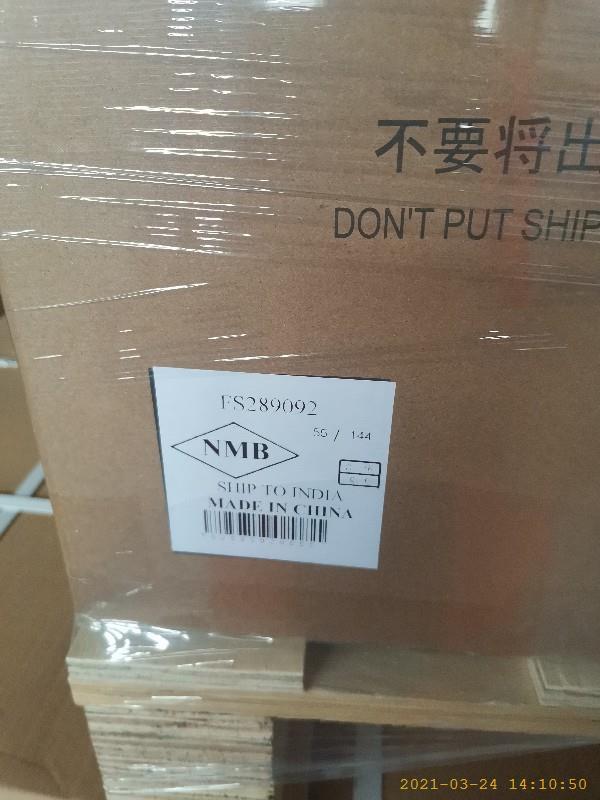 不要将出
DON'T PUT SHIP
FS289092
55 / 144
NMB
SHIP TO INDIA
MADE IN CHINA
2021-03-24 14:10:50